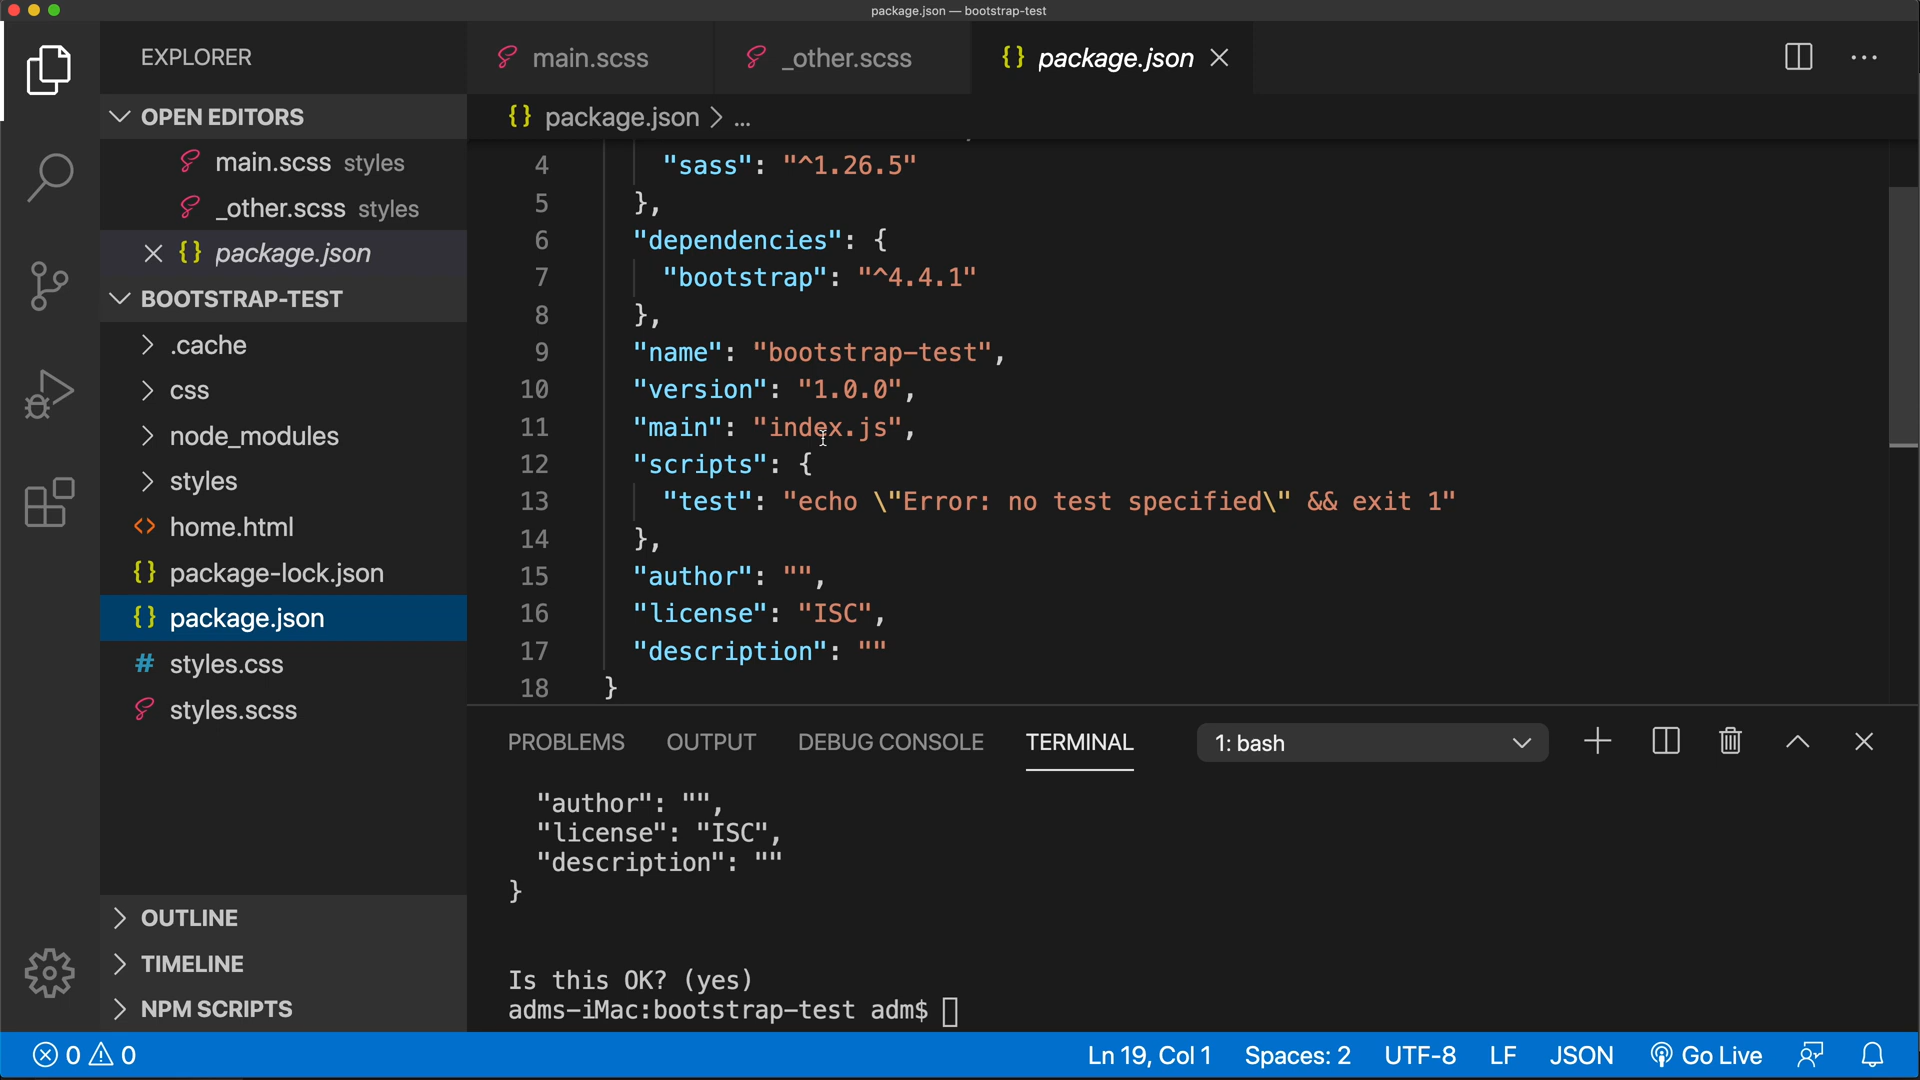 package.json — bootstrap-test
EXPLORER
OPEN EDITORS
main.scss styles
_other.scss styles
package.json
BOOTSTRAP-TEST
.cache
css
node_modules
styles
home.html
package-lock.json
package.json
styles.css
styles.scss
OUTLINE
TIMELINE
NPM SCRIPTS
main.scss
_other.scss
{} package.json
{} package.json > ...
4 "sass": "^1.26.5"
5 },
6 "dependencies": {
7 "bootstrap": "^4.4.1"
8 },
9 "name": "bootstrap-test",
10 "version": "1.0.0",
11 "main": "index.js",
12 "scripts": {
13 "test": "echo \"Error: no test specified\" && exit 1"
14 },
15 "author": "",
16 "license": "ISC",
17 "description": ""
18 }
PROBLEMS OUTPUT DEBUG CONSOLE TERMINAL 1: bash
"author": "",
"license": "ISC",
"description": ""
}
Is this OK? (yes)
adms-iMac:bootstrap-test adm$
0 0 Ln 19, Col 1 Spaces: 2 UTF-8 LF JSON Go Live